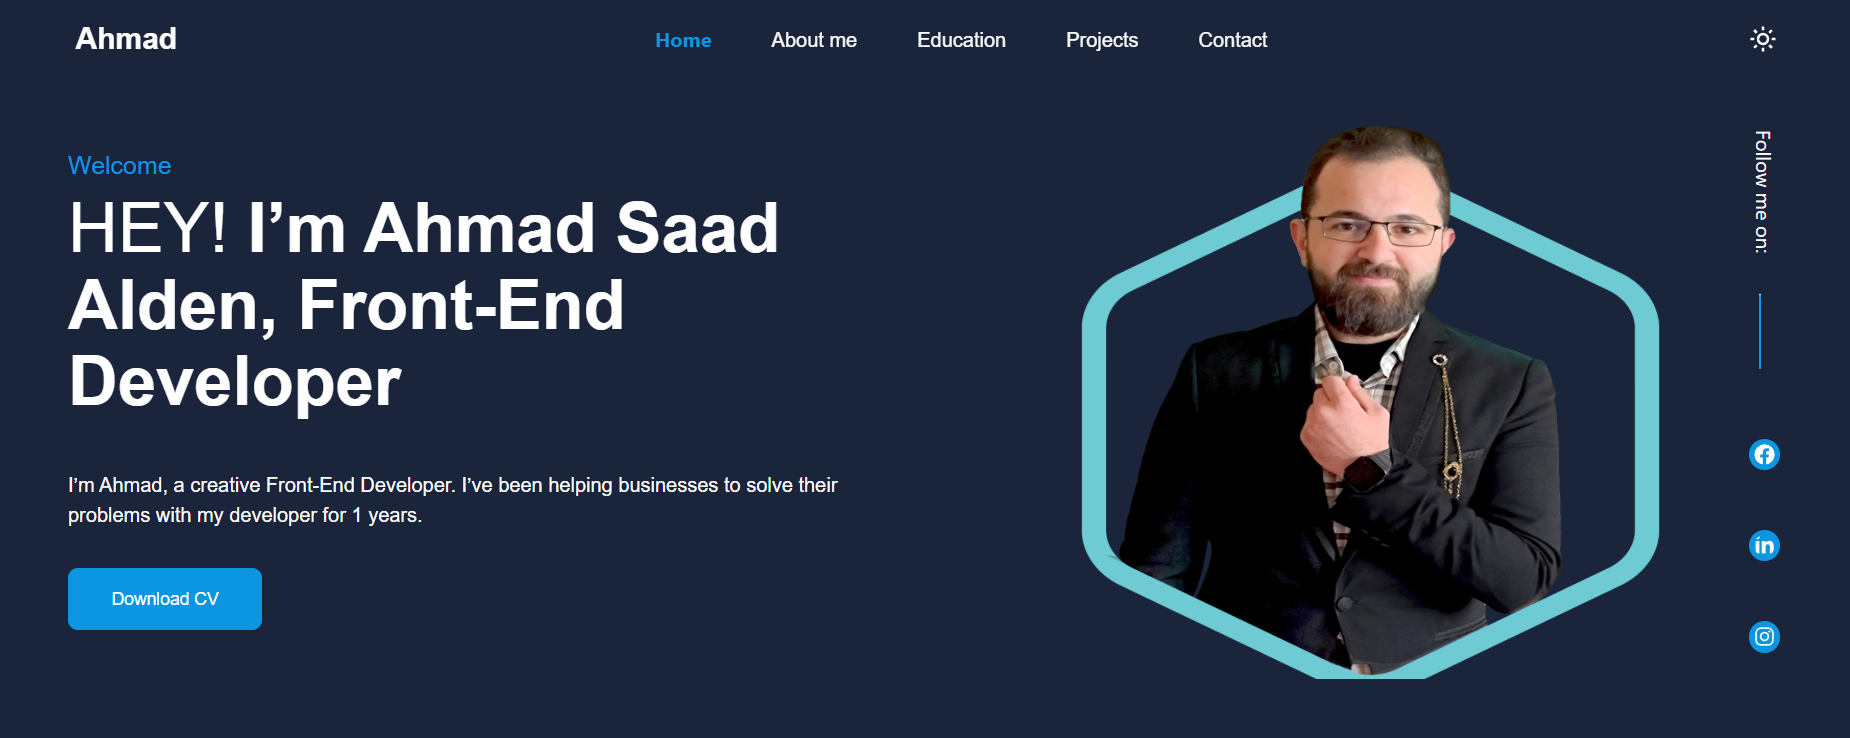 Ahmad
Home
About me
Education
Projects
Contact
Follow me on:
Welcome
HEY! I’m Ahmad Saad
Alden, Front-End
Developer
I’m Ahmad, a creative Front-End Developer. I’ve been helping businesses to solve their
problems with my developer for 1 years.
Download CV
in